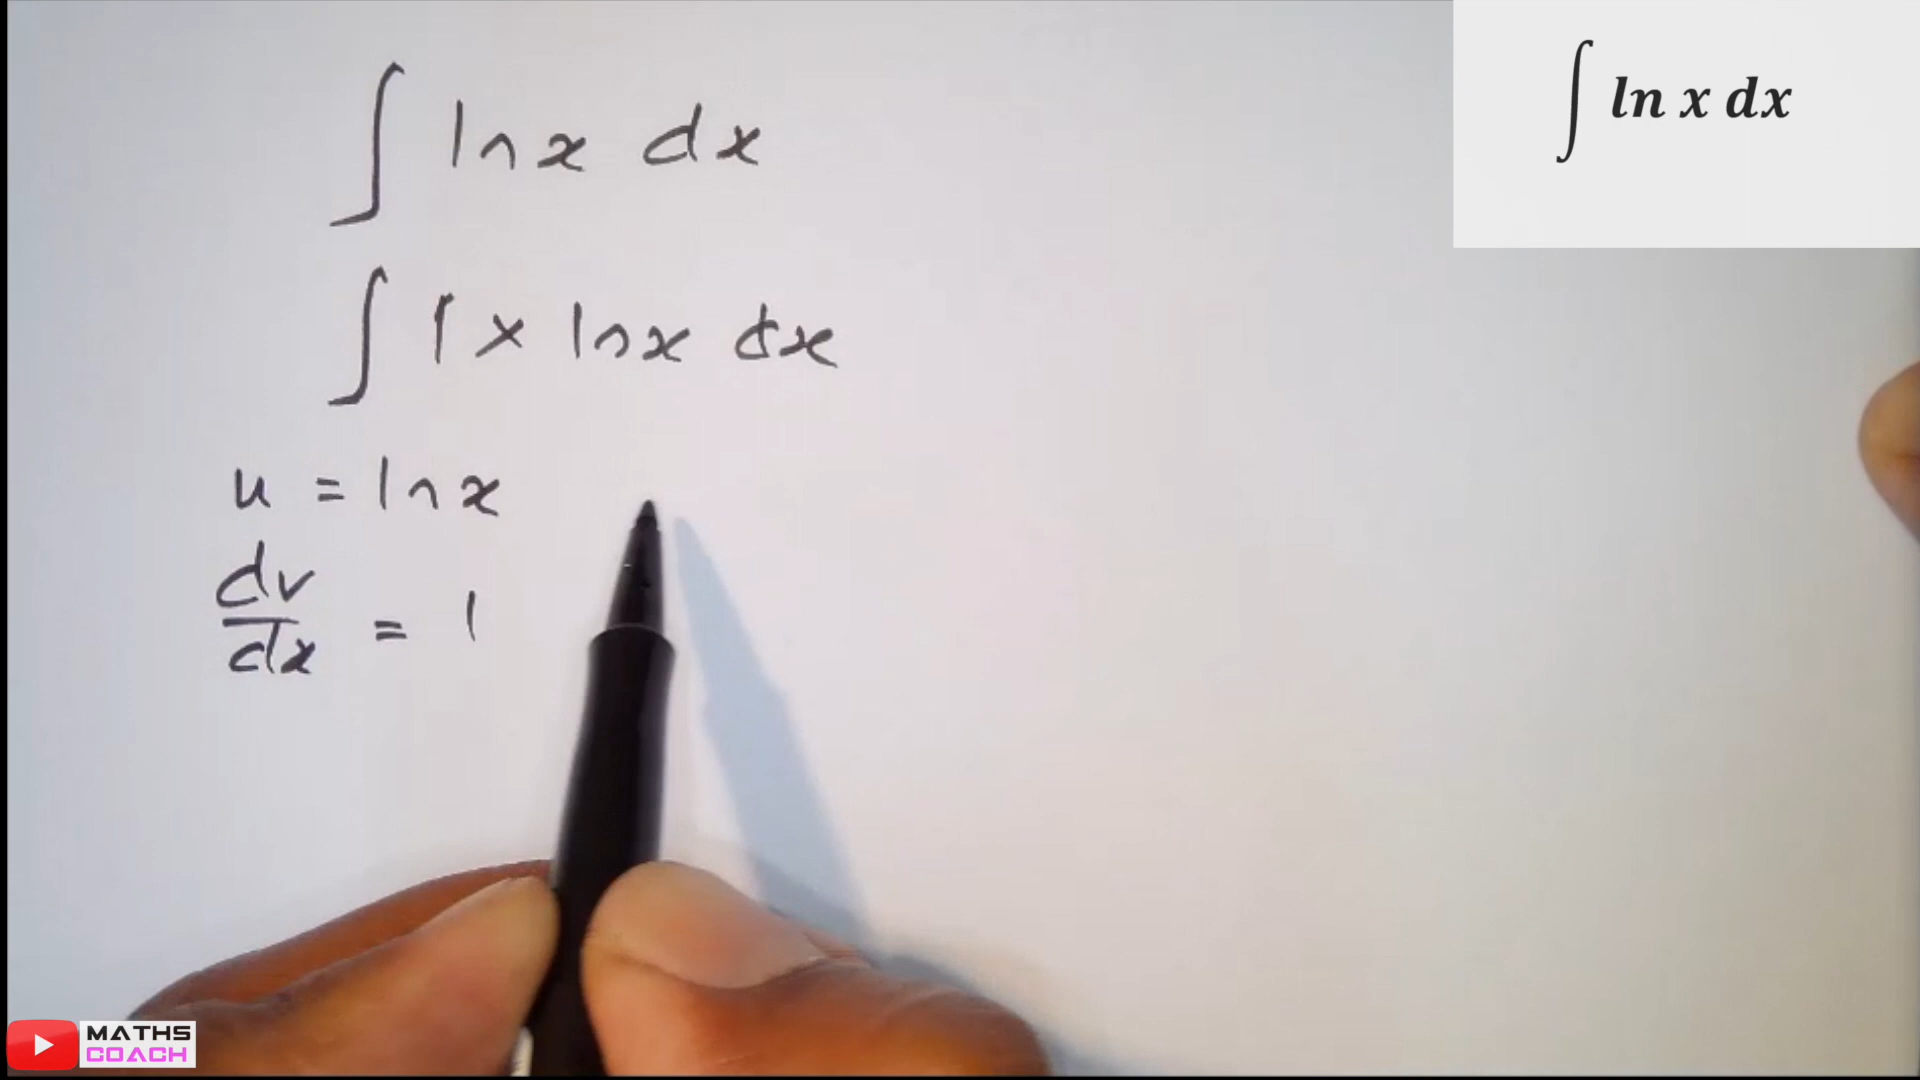 ∫ ln x dx
∫ ln x dx
∫ 1 × ln x dx
u = ln x
dv/dx = 1
MATHS
COACH